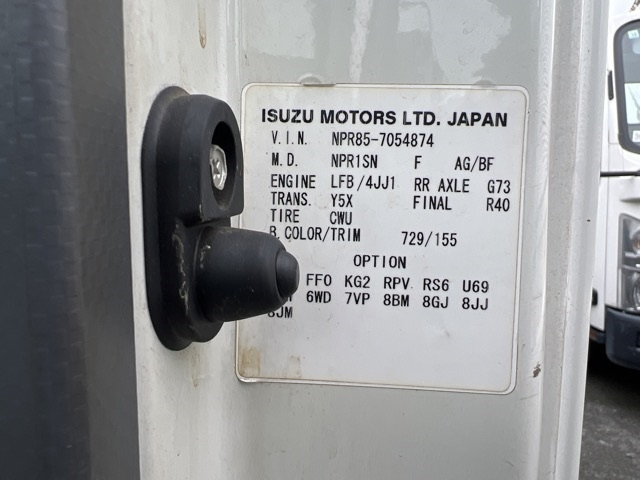 ISUZU MOTORS LTD. JAPAN
V.I.N. NPR85-7054874
M.D. NPR1SN F AG/BF
ENGINE LFB/4JJ1 RR AXLE G73
TRANS. Y5X FINAL R40
TIRE CWU
B.COLOR/TRIM 729/155
OPTION
FFO KG2 RPV RS6 U69
6WD 7VP 8BM 8GJ 8JJ
8JM